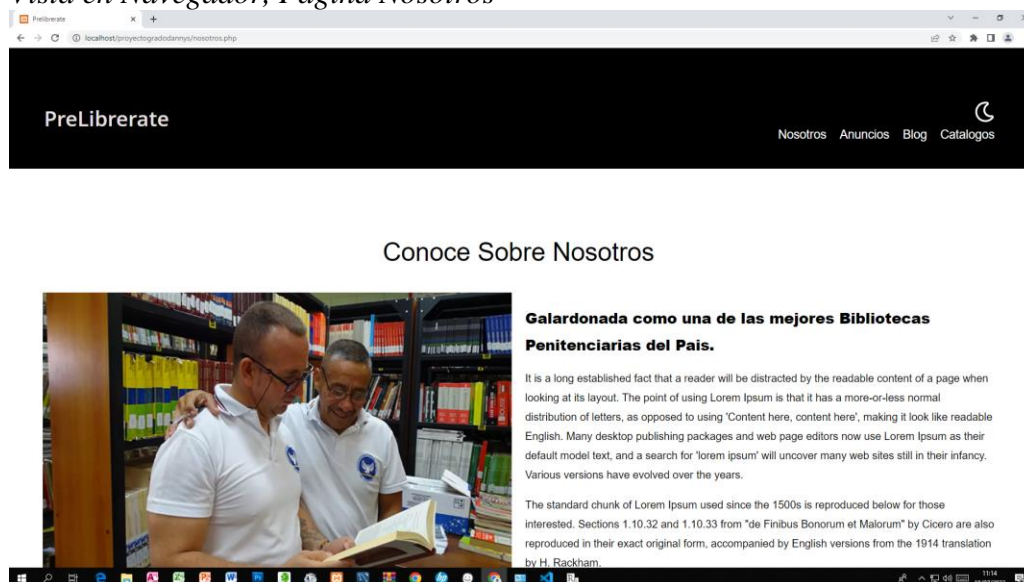 Vista en Navegador, Página Nosotros
Prelibrerate
localhost/proyectogradodannys/nosotros.php
PreLibrerate
Nosotros Anuncios Blog Catalogos
Conoce Sobre Nosotros
Galardonada como una de las mejores Bibliotecas
Penitenciarias del Pais.
It is a long established fact that a reader will be distracted by the readable content of a page when
looking at its layout. The point of using Lorem Ipsum is that it has a more-or-less normal
distribution of letters, as opposed to using 'Content here, content here', making it look like readable
English. Many desktop publishing packages and web page editors now use Lorem Ipsum as their
default model text, and a search for 'lorem ipsum' will uncover many web sites still in their infancy.
Various versions have evolved over the years.
The standard chunk of Lorem Ipsum used since the 1500s is reproduced below for those
interested. Sections 1.10.32 and 1.10.33 from "de Finibus Bonorum et Malorum" by Cicero are also
reproduced in their exact original form, accompanied by English versions from the 1914 translation
by H. Rackham.
11:14